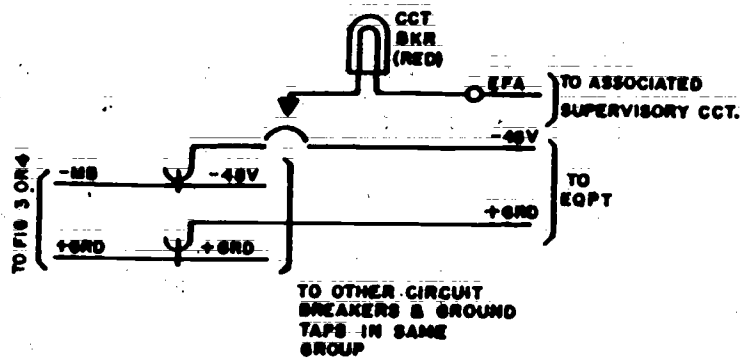 CCT
BKR
(RED)
EFA
TO ASSOCIATED
SUPERVISORY CCT.
-48V
-MB
-48V
TO
EQPT
+GRD
TO FIG 3 OR 4
+GRD
+GRD
TO OTHER CIRCUIT
BREAKERS & GROUND
TAPS IN SAME
GROUP